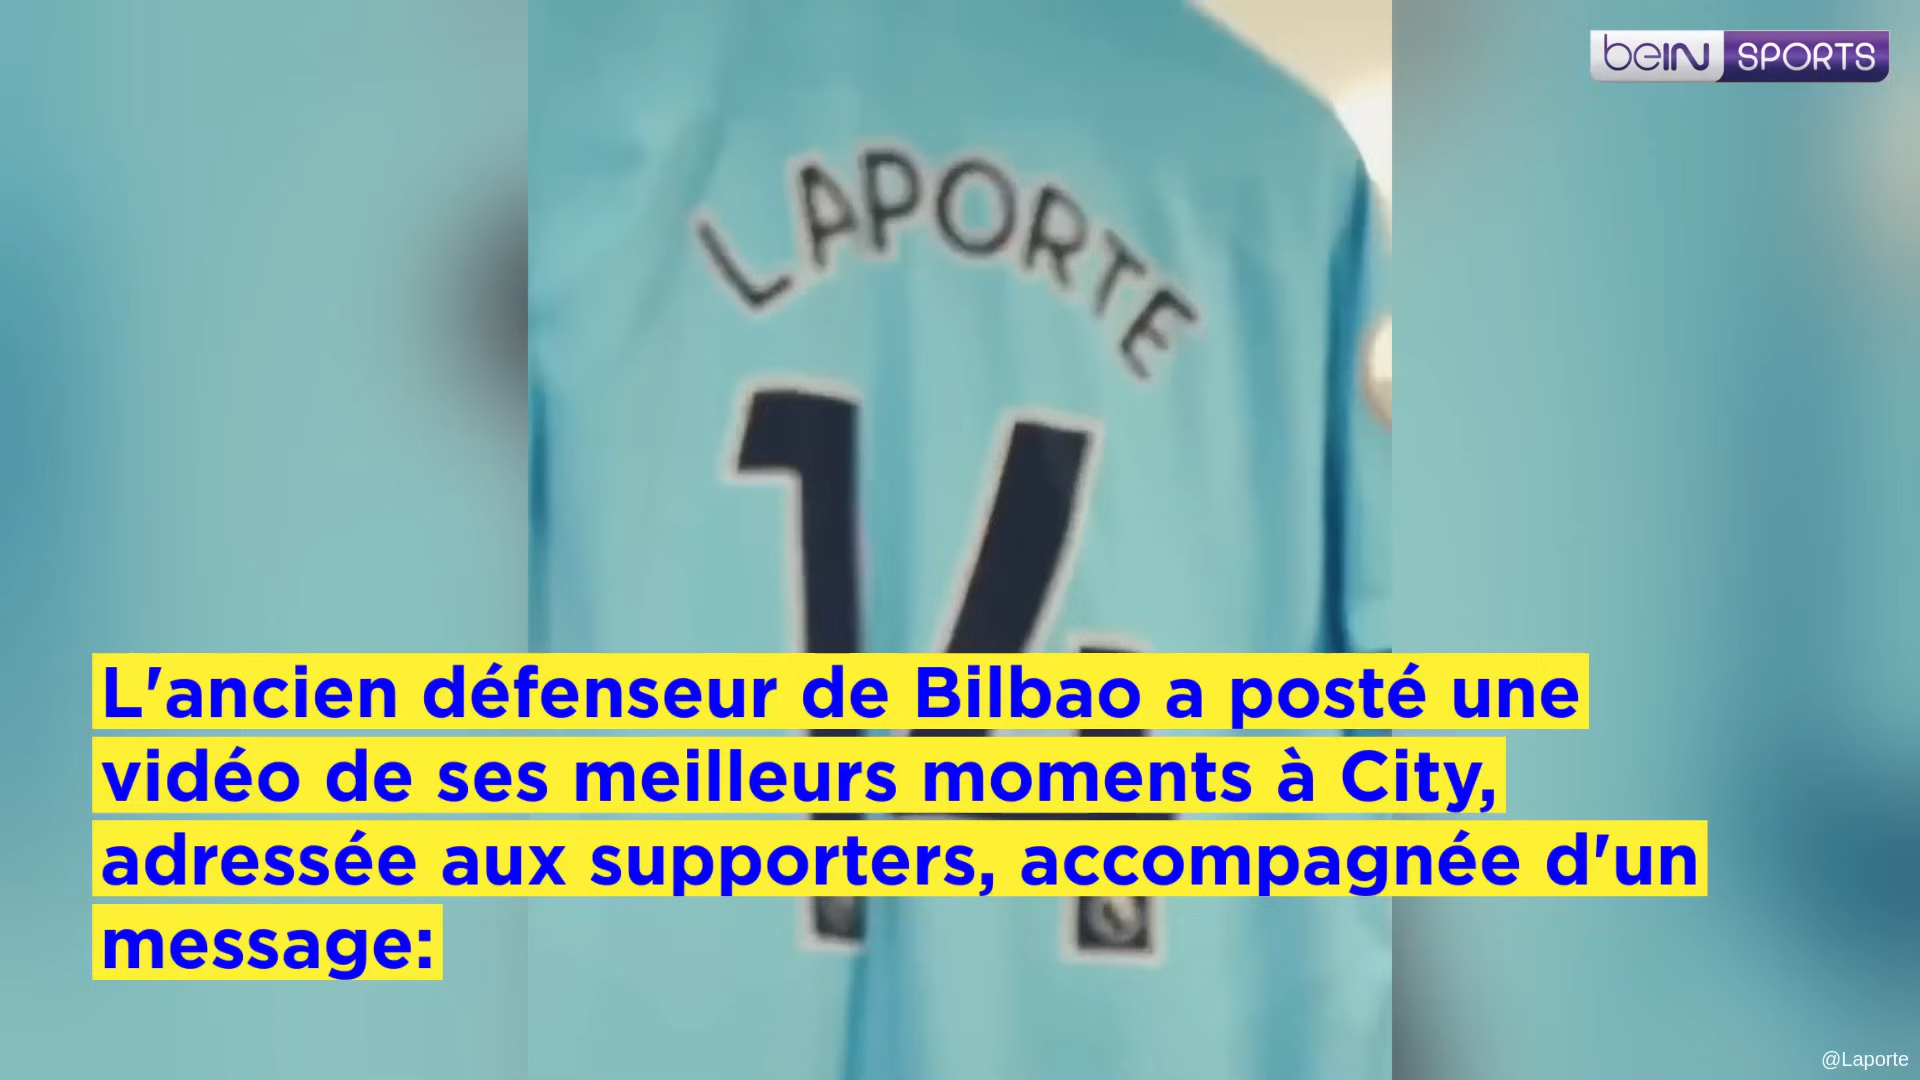 beIN SPORTS
LAPORTE
14
L'ancien défenseur de Bilbao a posté une
vidéo de ses meilleurs moments à City,
adressée aux supporters, accompagnée d'un
message:
@Laporte